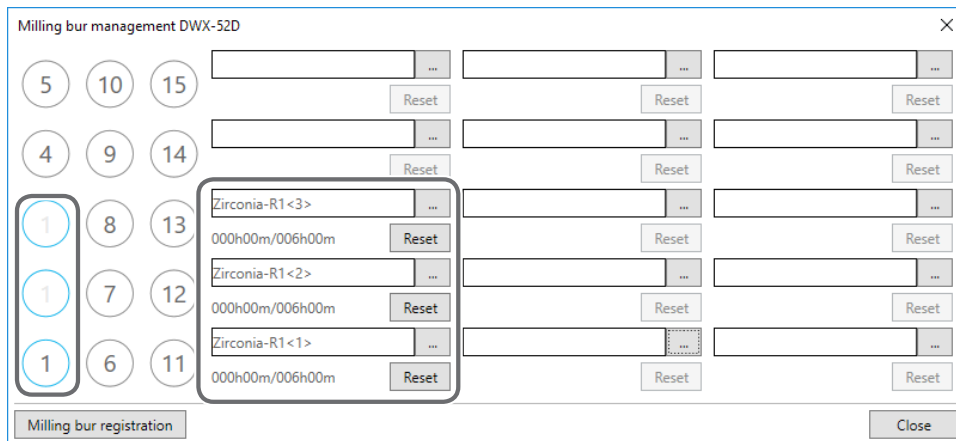 Milling bur management DWX-52D
... ... ...
5 10 15
Reset Reset Reset
... ... ...
4 9 14
Reset Reset Reset
Zirconia-R1<3> ... ... ...
1 8 13
000h00m/006h00m Reset Reset Reset
Zirconia-R1<2> ... ... ...
1 7 12
000h00m/006h00m Reset Reset Reset
Zirconia-R1<1> ... ... ...
1 6 11
000h00m/006h00m Reset Reset Reset
Milling bur registration Close